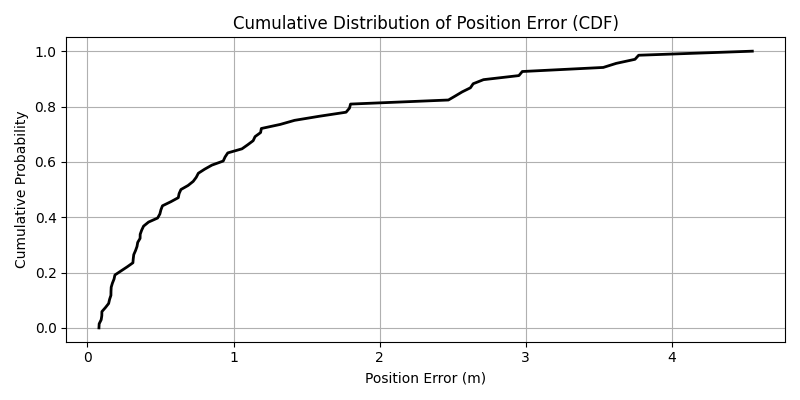 Cumulative Distribution of Position Error (CDF)
Cumulative Probability
1.0
0.8
0.6
0.4
0.2
0.0
0 1 2 3 4
Position Error (m)